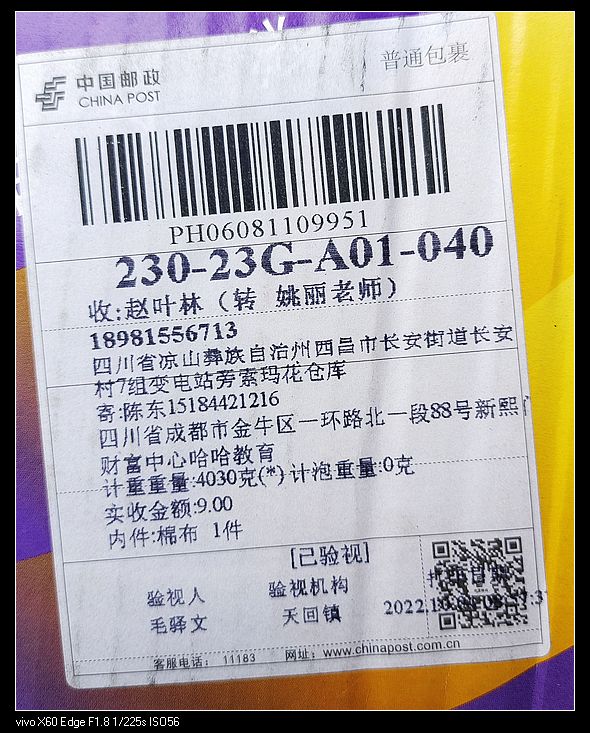 中国邮政
CHINA POST
普通包裹
PH06081109951
230-23G-A01-040
收:赵叶林（转 姚丽老师）
18981556713
四川省凉山彝族自治州西昌市长安街道长安
村7组变电站旁索玛花仓库
寄:陈东15184421216
四川省成都市金牛区一环路北一段88号新熙门
财富中心哈哈教育
计重重量:4030克(*) 计泡重量:0克
实收金额:9.00
内件:棉布 1件
[已验视]
验视人 验视机构
毛驿文 天回镇
2022.10
客服电话: 11183 网址: www.chinapost.com.cn
vivo X60 Edge F1.8 1/225s ISO56